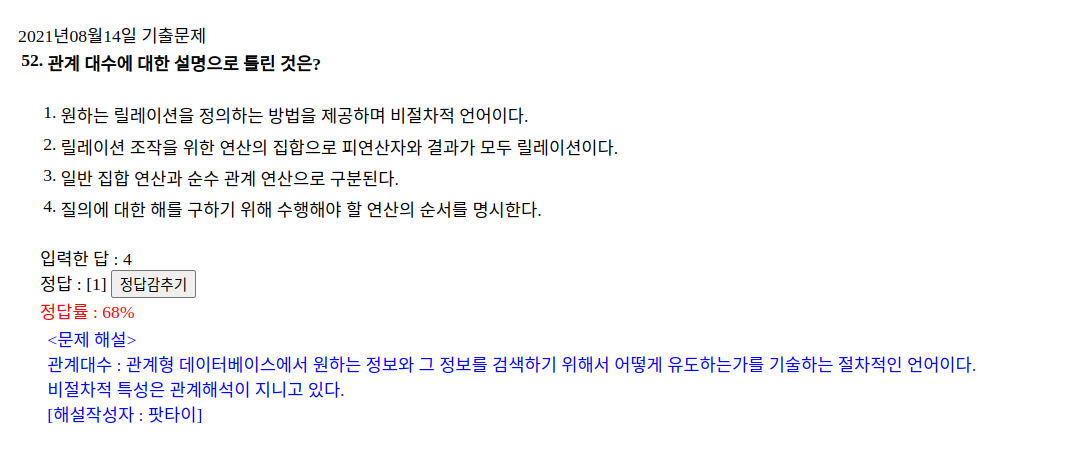 2021년08월14일 기출문제
52. 관계 대수에 대한 설명으로 틀린 것은?
1. 원하는 릴레이션을 정의하는 방법을 제공하며 비절차적 언어이다.
2. 릴레이션 조작을 위한 연산의 집합으로 피연산자와 결과가 모두 릴레이션이다.
3. 일반 집합 연산과 순수 관계 연산으로 구분된다.
4. 질의에 대한 해를 구하기 위해 수행해야 할 연산의 순서를 명시한다.
입력한 답 : 4
정답 : [1] 정답감추기
정답률 : 68%
<문제 해설>
관계대수 : 관계형 데이터베이스에서 원하는 정보와 그 정보를 검색하기 위해서 어떻게 유도하는가를 기술하는 절차적인 언어이다.
비절차적 특성은 관계해석이 지니고 있다.
[해설작성자 : 팟타이]